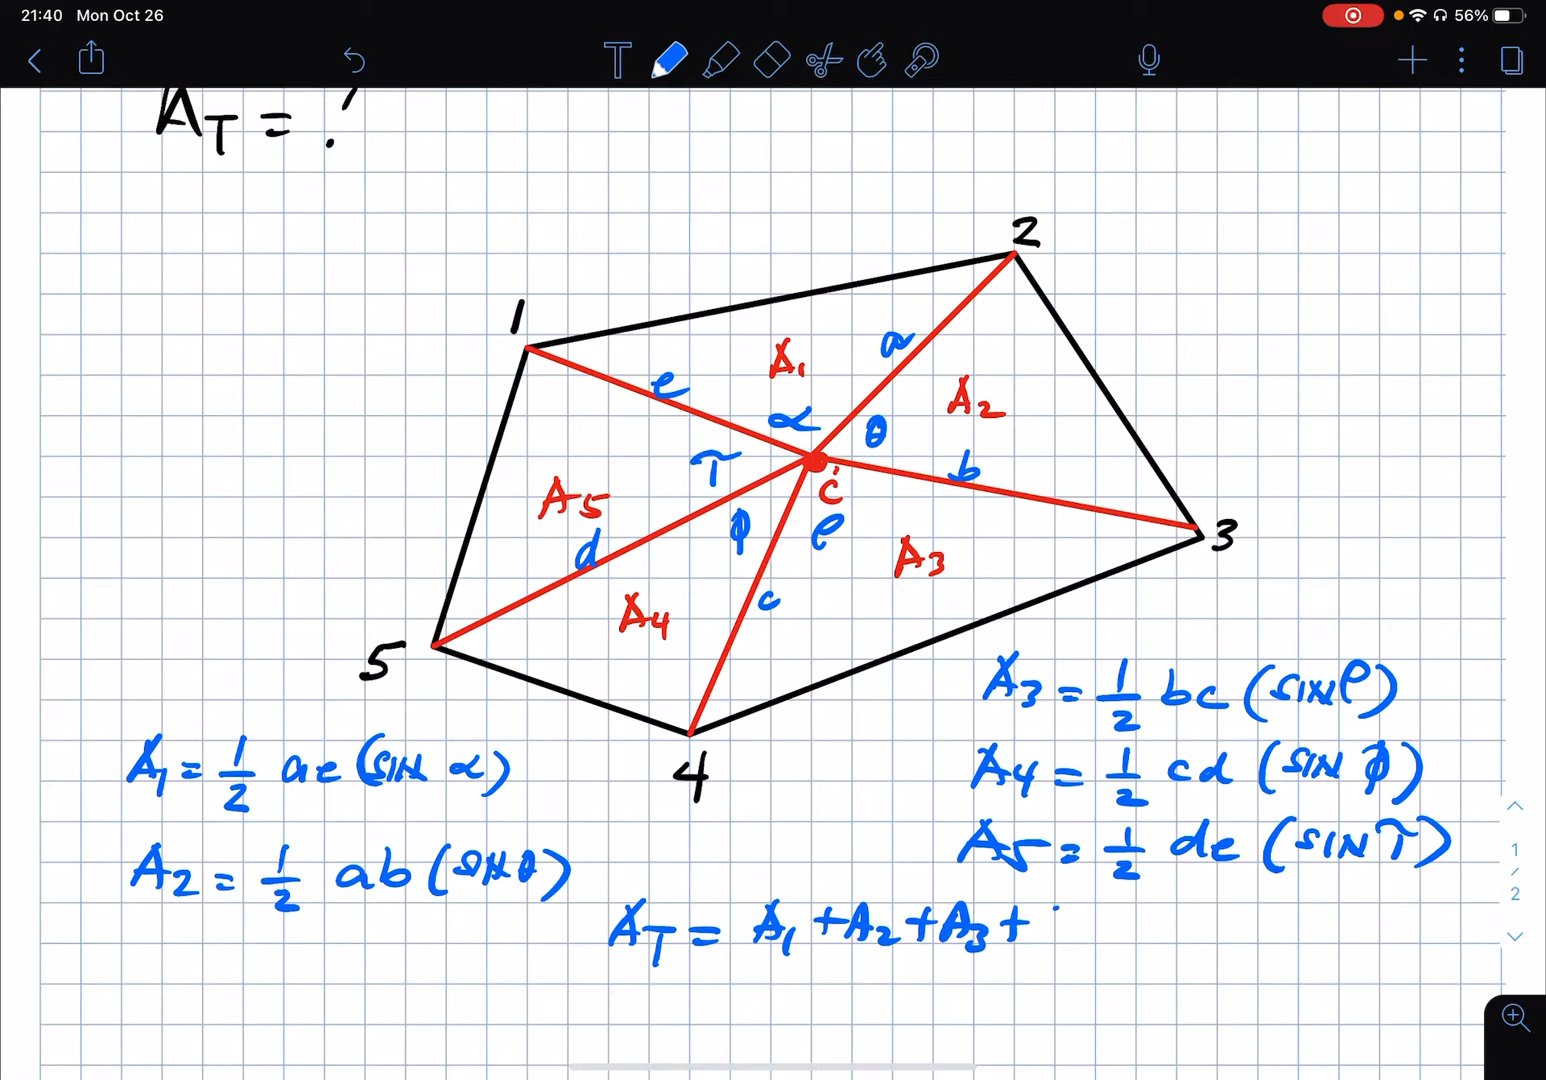 21:40 Mon Oct 26
56%
T
A_T = ?
2
1
A₁
a
e
A₂
α
θ
T
b
A₅
c'
d
φ
ρ
3
A₃
c
A₄
5
4
A₃ = 1/2 bc (SIN ρ)
A₁ = 1/2 ae (SIN α)
A₄ = 1/2 cd (SIN φ)
A₅ = 1/2 de (SIN T)
A₂ = 1/2 ab (SIN θ)
A_T = A₁ + A₂ + A₃ +
1
/
2